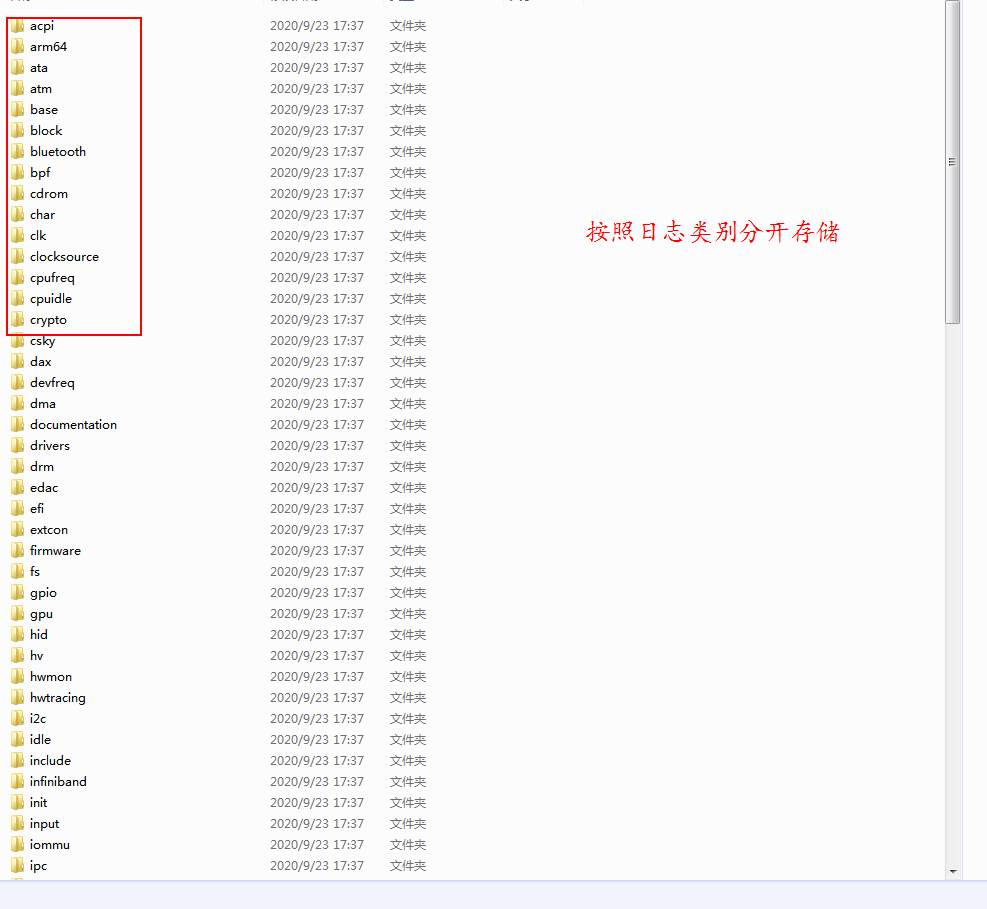 acpi 2020/9/23 17:37 文件夹
arm64 2020/9/23 17:37 文件夹
ata 2020/9/23 17:37 文件夹
atm 2020/9/23 17:37 文件夹
base 2020/9/23 17:37 文件夹
block 2020/9/23 17:37 文件夹
bluetooth 2020/9/23 17:37 文件夹
bpf 2020/9/23 17:37 文件夹
cdrom 2020/9/23 17:37 文件夹
char 2020/9/23 17:37 文件夹
按照日志类别分开存储
clk 2020/9/23 17:37 文件夹
clocksource 2020/9/23 17:37 文件夹
cpufreq 2020/9/23 17:37 文件夹
cpuidle 2020/9/23 17:37 文件夹
crypto 2020/9/23 17:37 文件夹
csky 2020/9/23 17:37 文件夹
dax 2020/9/23 17:37 文件夹
devfreq 2020/9/23 17:37 文件夹
dma 2020/9/23 17:37 文件夹
documentation 2020/9/23 17:37 文件夹
drivers 2020/9/23 17:37 文件夹
drm 2020/9/23 17:37 文件夹
edac 2020/9/23 17:37 文件夹
efi 2020/9/23 17:37 文件夹
extcon 2020/9/23 17:37 文件夹
firmware 2020/9/23 17:37 文件夹
fs 2020/9/23 17:37 文件夹
gpio 2020/9/23 17:37 文件夹
gpu 2020/9/23 17:37 文件夹
hid 2020/9/23 17:37 文件夹
hv 2020/9/23 17:37 文件夹
hwmon 2020/9/23 17:37 文件夹
hwtracing 2020/9/23 17:37 文件夹
i2c 2020/9/23 17:37 文件夹
idle 2020/9/23 17:37 文件夹
include 2020/9/23 17:37 文件夹
infiniband 2020/9/23 17:37 文件夹
init 2020/9/23 17:37 文件夹
input 2020/9/23 17:37 文件夹
iommu 2020/9/23 17:37 文件夹
ipc 2020/9/23 17:37 文件夹